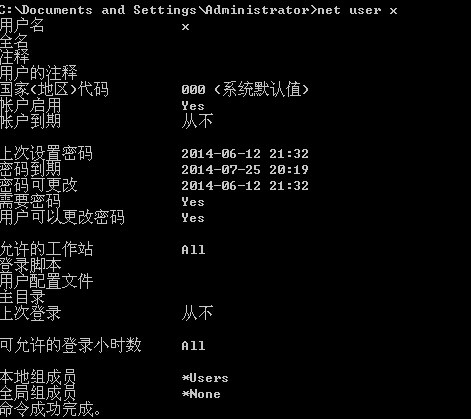 C:\Documents and Settings\Administrator>net user x
用户名 x
全名
注释
用户的注释
国家(地区)代码 000 (系统默认值)
帐户启用 Yes
帐户到期 从不
上次设置密码 2014-06-12 21:32
密码到期 2014-07-25 20:19
密码可更改 2014-06-12 21:32
需要密码 Yes
用户可以更改密码 Yes
允许的工作站 All
登录脚本
用户配置文件
主目录
上次登录 从不
可允许的登录小时数 All
本地组成员 *Users
全局组成员 *None
命令成功完成。